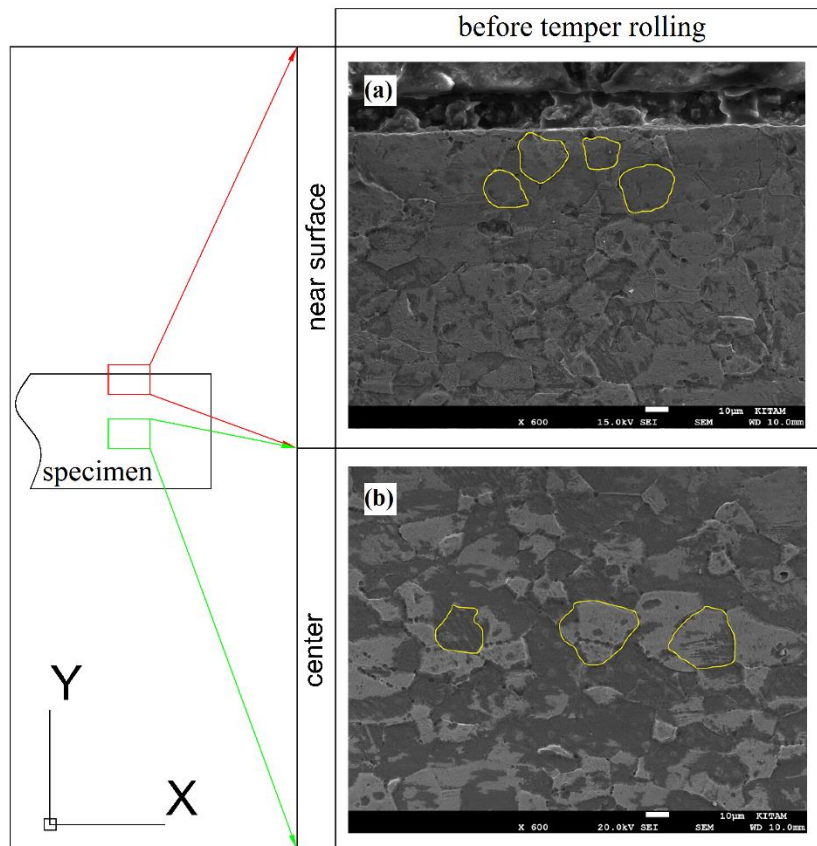 before temper rolling
near surface
(a)
10μm KITAM
X 600 15.0kV SEI SEM WD 10.0mm
specimen
center
(b)
10μm KITAM
X 600 20.0kV SEI SEM WD 10.0mm
Y
X